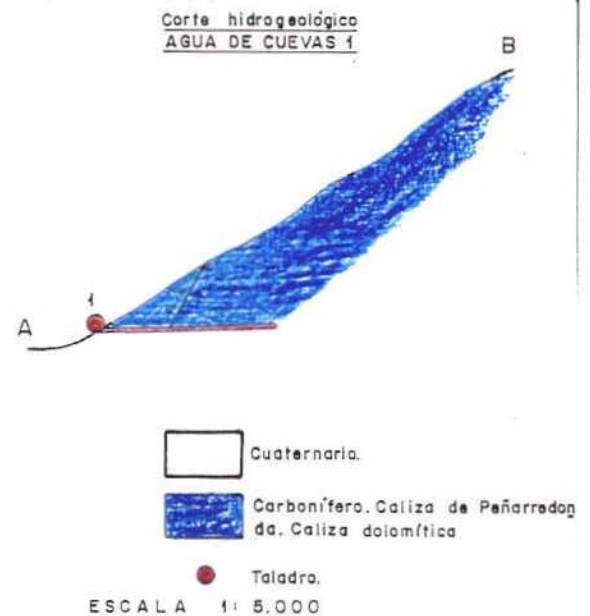 Corte hidrogeológico
AGUA DE CUEVAS 1
B
1
A
Cuaternario.
Carbonífero. Caliza de Peñarredon
da. Caliza dolomítica
Taladro.
ESCALA 1: 5.000